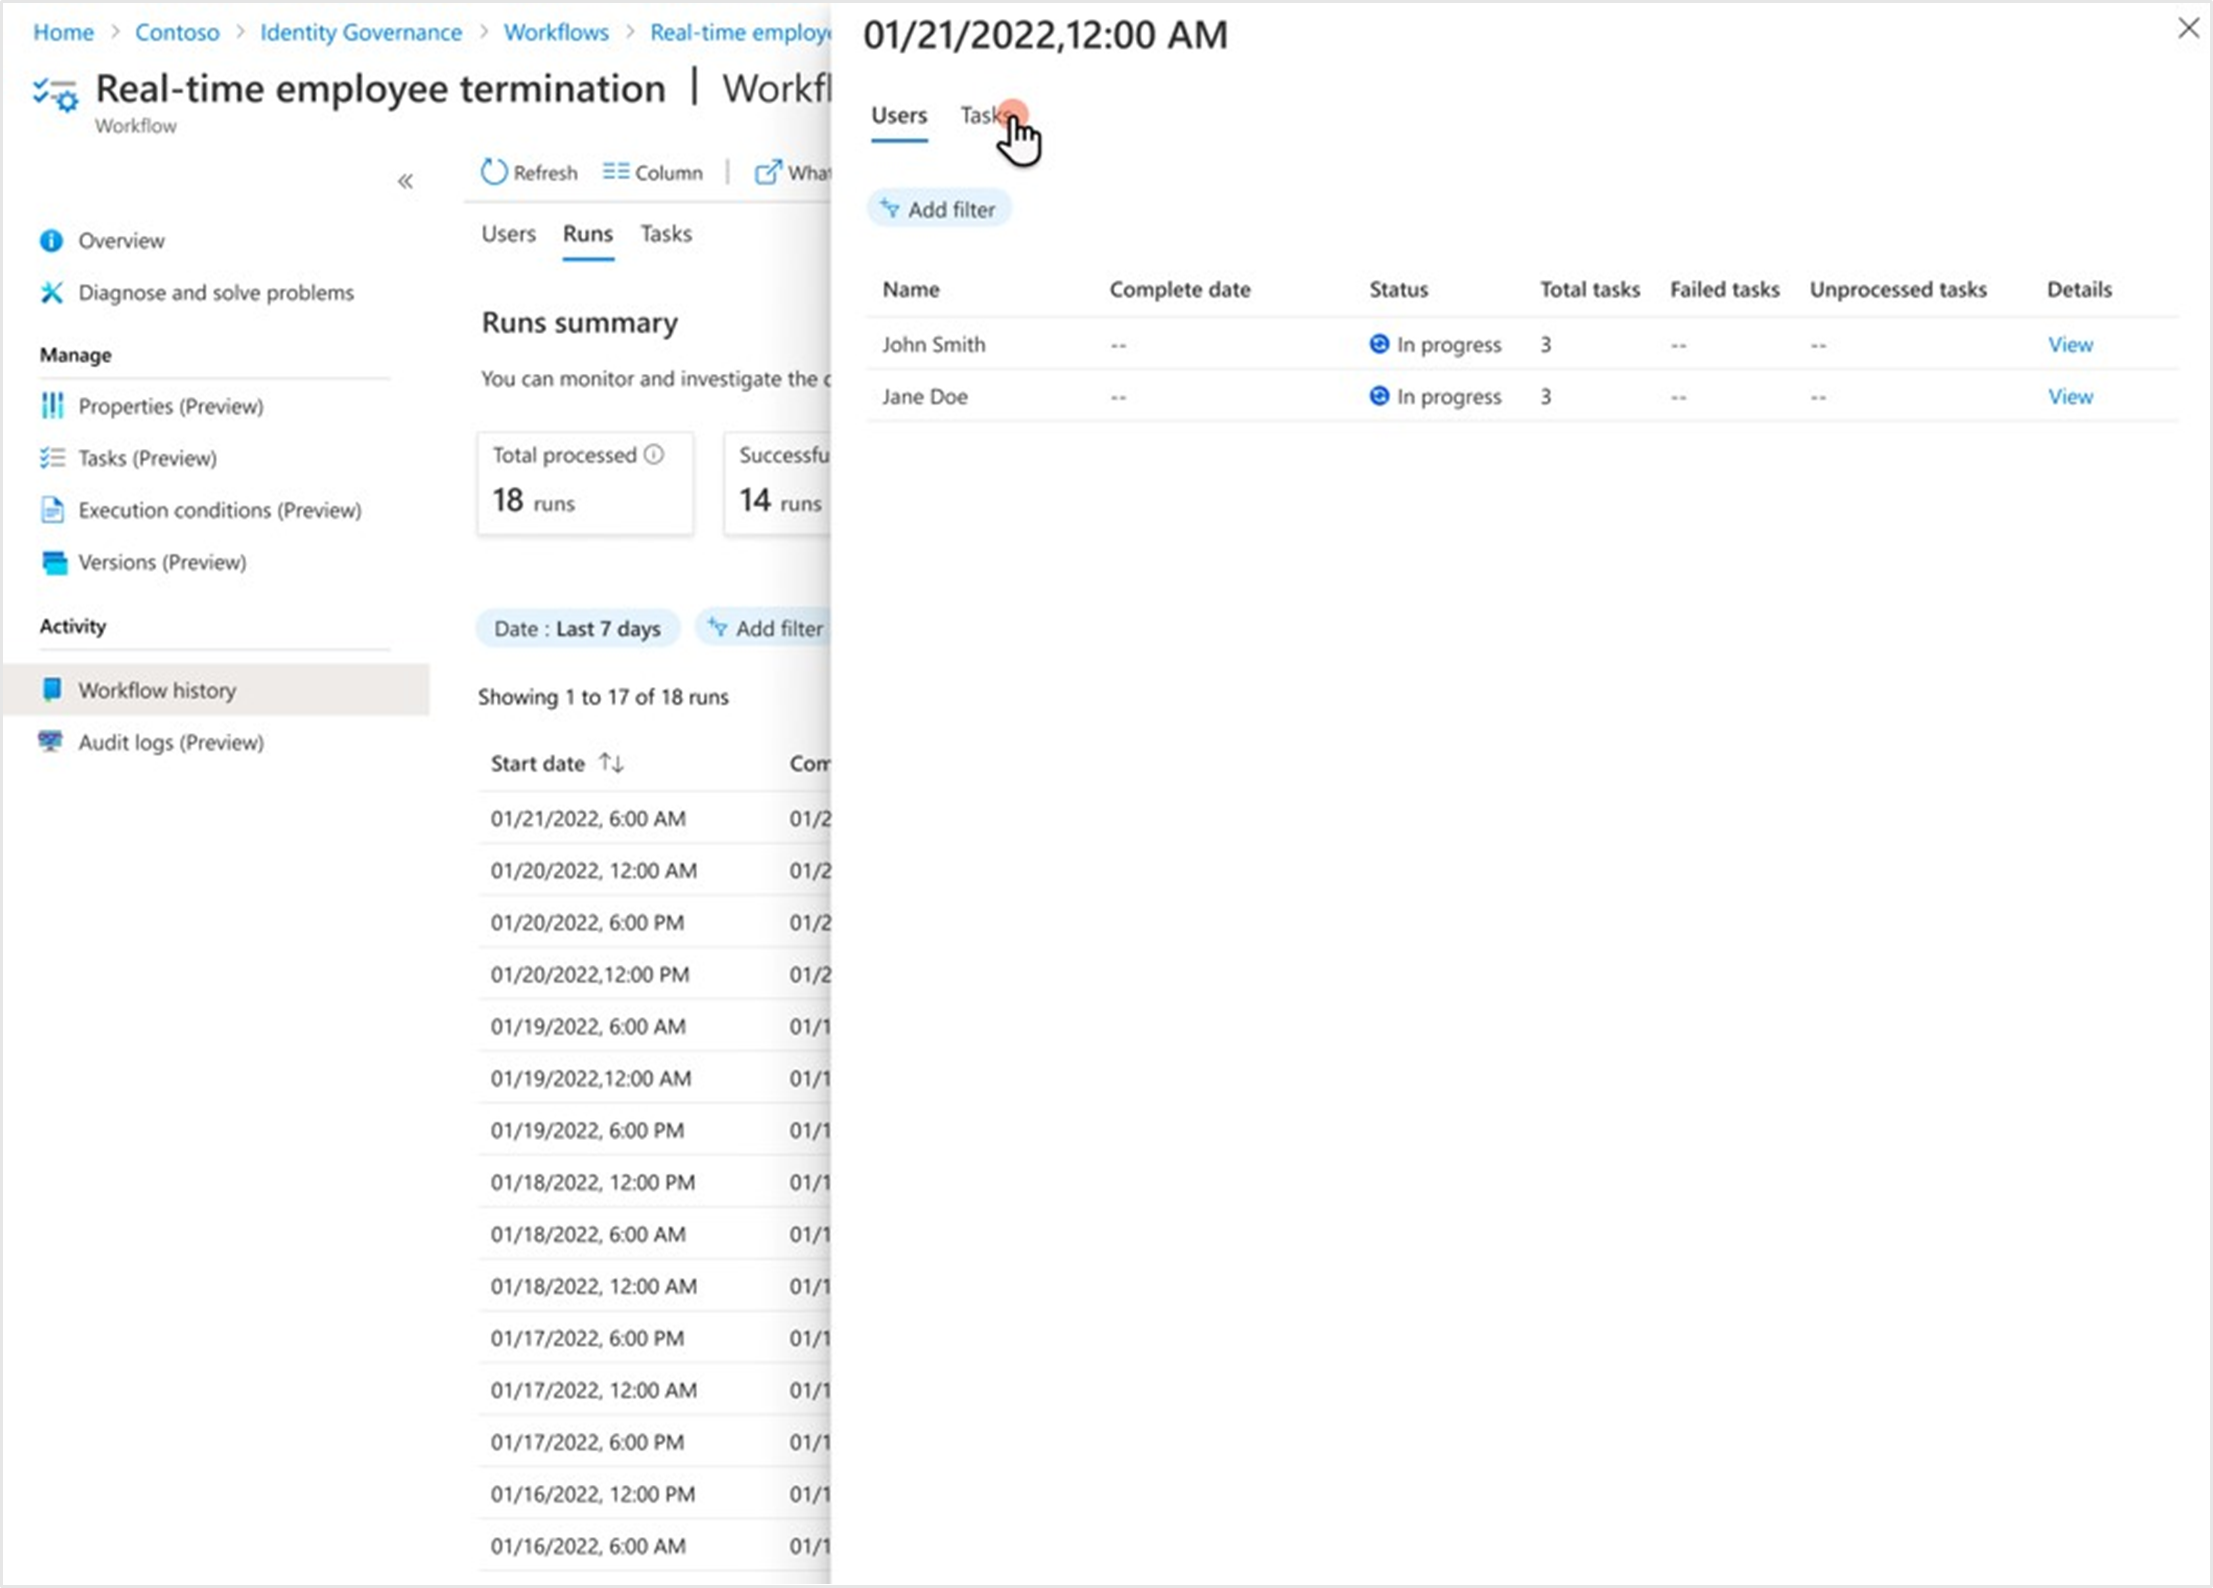 Home > Contoso > Identity Governance > Workflows > Real-time employe
Real-time employee termination | Workfl
Workflow
Overview
Diagnose and solve problems
Manage
Properties (Preview)
Tasks (Preview)
Execution conditions (Preview)
Versions (Preview)
Activity
Workflow history
Audit logs (Preview)
Refresh Column | What
Users Runs Tasks
Runs summary
You can monitor and investigate the c
Total processed
18 runs
Successfu
14 runs
Date : Last 7 days Add filter
Showing 1 to 17 of 18 runs
Start date Com
01/21/2022, 6:00 AM 01/2
01/20/2022, 12:00 AM 01/2
01/20/2022, 6:00 PM 01/2
01/20/2022,12:00 PM 01/2
01/19/2022, 6:00 AM 01/1
01/19/2022,12:00 AM 01/1
01/19/2022, 6:00 PM 01/1
01/18/2022, 12:00 PM 01/1
01/18/2022, 6:00 AM 01/1
01/18/2022, 12:00 AM 01/1
01/17/2022, 6:00 PM 01/1
01/17/2022, 12:00 AM 01/1
01/17/2022, 6:00 PM 01/1
01/16/2022, 12:00 PM 01/1
01/16/2022, 6:00 AM 01/1
01/21/2022,12:00 AM
Users Tasks
Add filter
Name Complete date Status Total tasks Failed tasks Unprocessed tasks Details
John Smith -- In progress 3 -- -- View
Jane Doe -- In progress 3 -- -- View